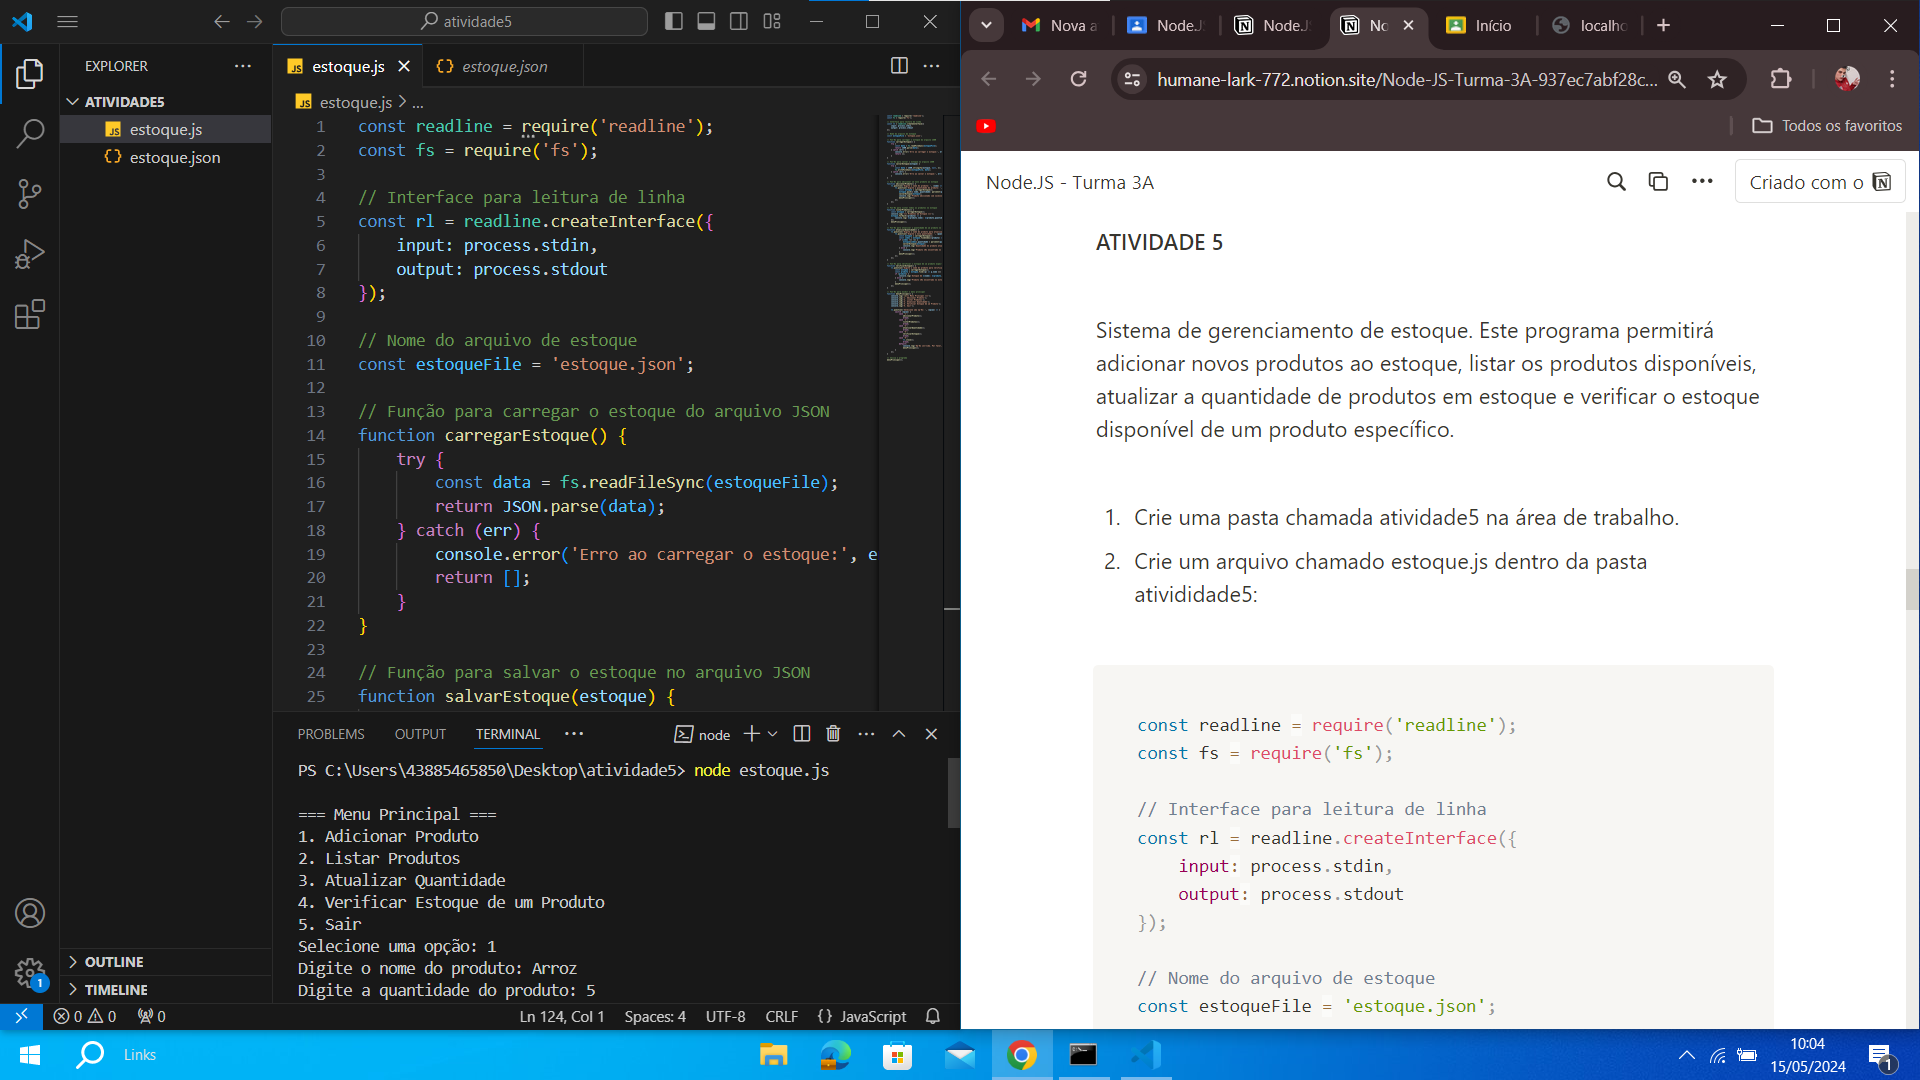 atividade5
EXPLORER
ATIVIDADE5
estoque.js
estoque.json
OUTLINE
TIMELINE
estoque.js
estoque.json
estoque.js > ...
1 const readline = require('readline');
2 const fs = require('fs');
3
4 // Interface para leitura de linha
5 const rl = readline.createInterface({
6 input: process.stdin,
7 output: process.stdout
8 });
9
10 // Nome do arquivo de estoque
11 const estoqueFile = 'estoque.json';
12
13 // Função para carregar o estoque do arquivo JSON
14 function carregarEstoque() {
15 try {
16 const data = fs.readFileSync(estoqueFile);
17 return JSON.parse(data);
18 } catch (err) {
19 console.error('Erro ao carregar o estoque:', e
20 return [];
21 }
22 }
23
24 // Função para salvar o estoque no arquivo JSON
25 function salvarEstoque(estoque) {
PROBLEMS OUTPUT TERMINAL ... node
PS C:\Users\43885465850\Desktop\atividade5> node estoque.js
=== Menu Principal ===
1. Adicionar Produto
2. Listar Produtos
3. Atualizar Quantidade
4. Verificar Estoque de um Produto
5. Sair
Selecione uma opção: 1
Digite o nome do produto: Arroz
Digite a quantidade do produto: 5
1
0 0 0 Ln 124, Col 1 Spaces: 4 UTF-8 CRLF {} JavaScript
Nova a Node.J Node.J No Início localho
humane-lark-772.notion.site/Node-JS-Turma-3A-937ec7abf28c...
Todos os favoritos
Node.JS - Turma 3A
Criado com o
ATIVIDADE 5
Sistema de gerenciamento de estoque. Este programa permitirá
adicionar novos produtos ao estoque, listar os produtos disponíveis,
atualizar a quantidade de produtos em estoque e verificar o estoque
disponível de um produto específico.
1. Crie uma pasta chamada atividade5 na área de trabalho.
2. Crie um arquivo chamado estoque.js dentro da pasta
ativididade5:
const readline = require('readline');
const fs = require('fs');
// Interface para leitura de linha
const rl = readline.createInterface({
input: process.stdin,
output: process.stdout
});
// Nome do arquivo de estoque
const estoqueFile = 'estoque.json';
Links
10:04
15/05/2024
1